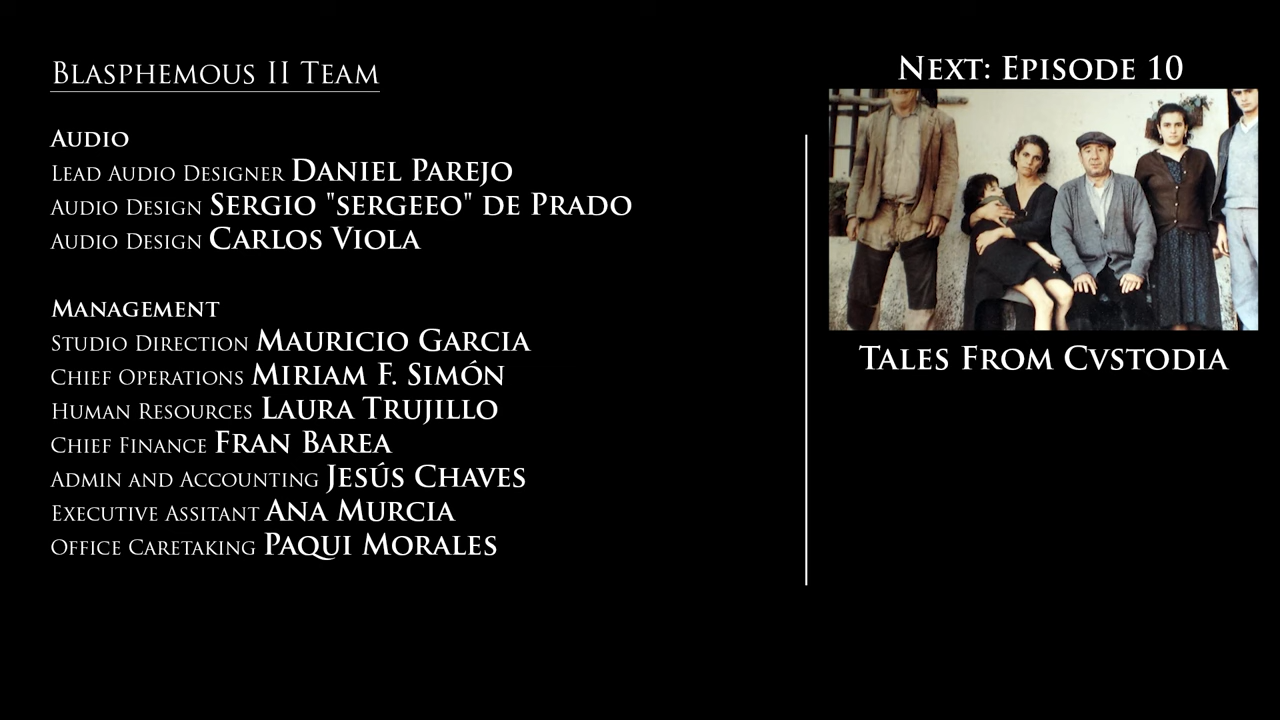 Blasphemous II Team
Audio
Lead Audio Designer Daniel Parejo
Audio Design Sergio "sergeeo" de Prado
Audio Design Carlos Viola
Management
Studio Direction Mauricio Garcia
Chief Operations Miriam F. Simón
Human Resources Laura Trujillo
Chief Finance Fran Barea
Admin and Accounting Jesús Chaves
Executive Assitant Ana Murcia
Office Caretaking Paqui Morales
Next: Episode 10
Tales From Cvstodia